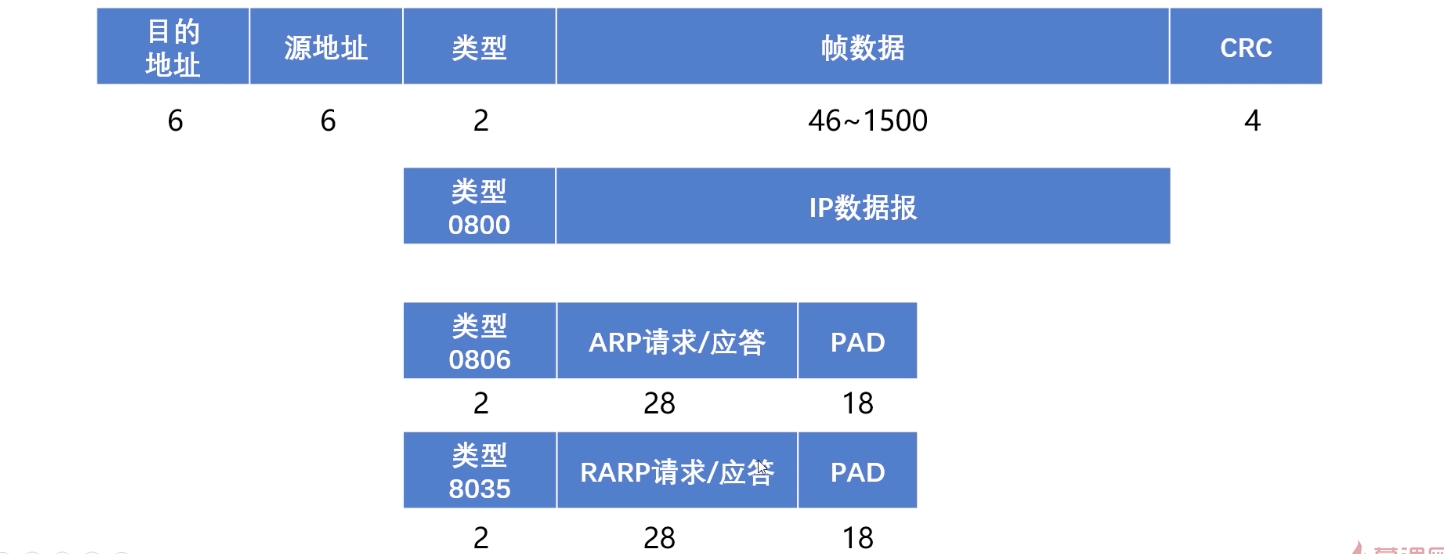 目的
地址
源地址
类型
帧数据
CRC
6
6
2
46~1500
4
类型
0800
IP数据报
类型
0806
ARP请求/应答
PAD
2
28
18
类型
8035
RARP请求/应答
PAD
2
28
18